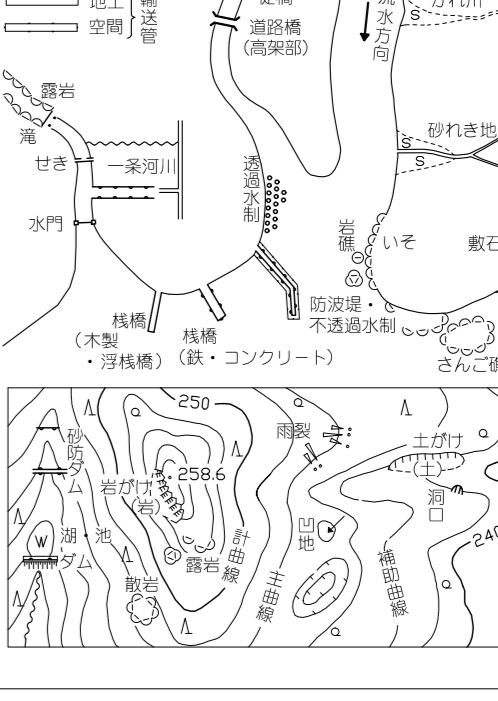 地上
空間
輸送管
道路橋
（高架部）
流水方向
かれ川
S
S
露岩
滝
せき
一条河川
水門
透過水制
砂れき地
S
S
岩礁
いそ
敷石
桟橋
（木製
・浮桟橋）
桟橋
（鉄・コンクリート）
防波堤・
不透過水制
さんご礁
250
258.6
砂防ダム
岩がけ
（岩）
湖・池
W
ダム
散岩
露岩
計曲線
主曲線
雨裂
凹地
土がけ
（土）
洞口
補助曲線
240